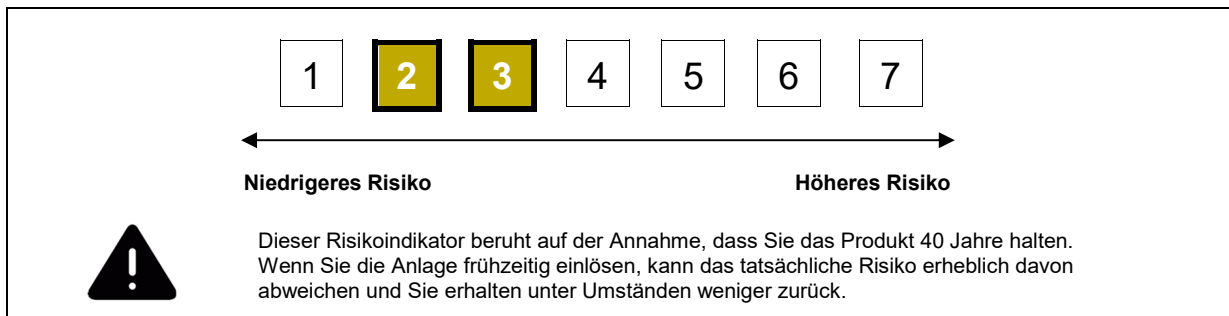 1 2 3 4 5 6 7
Niedrigeres Risiko Höheres Risiko
Dieser Risikoindikator beruht auf der Annahme, dass Sie das Produkt 40 Jahre halten.
Wenn Sie die Anlage frühzeitig einlösen, kann das tatsächliche Risiko erheblich davon
abweichen und Sie erhalten unter Umständen weniger zurück.